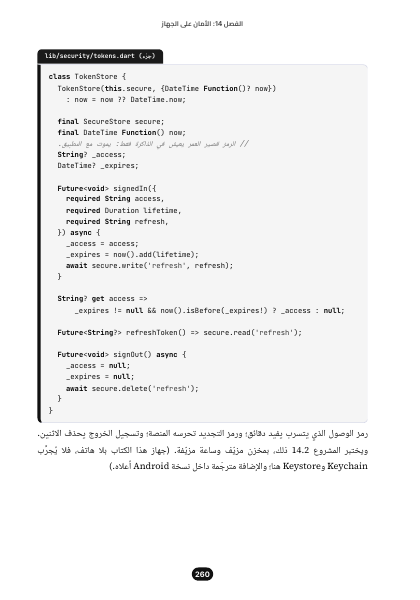 الفصل 14: الأمان على الجهاز
lib/security/tokens.dart (جزء)
class TokenStore {
  TokenStore(this.secure, {DateTime Function()? now})
    : now = now ?? DateTime.now;

  final SecureStore secure;
  final DateTime Function() now;
  // الرمز قصير العمر يعيش في الذاكرة فقط: يموت مع التطبيق.
  String? _access;
  DateTime? _expires;

  Future<void> signedIn({
    required String access,
    required Duration lifetime,
    required String refresh,
  }) async {
    _access = access;
    _expires = now().add(lifetime);
    await secure.write('refresh', refresh);
  }

  String? get access =>
      _expires != null && now().isBefore(_expires!) ? _access : null;

  Future<String?> refreshToken() => secure.read('refresh');

  Future<void> signOut() async {
    _access = null;
    _expires = null;
    await secure.delete('refresh');
  }
}
رمز الوصول الذي يتسرب يفيد دقائق؛ ورمز التجديد تحرسه المنصة؛ وتسجيل الخروج يحذف الاثنين.
ويختبر المشروع 14.2 ذلك، بمخزن مزيّف وساعة مزيّفة. (جهاز هذا الكتاب بلا هاتف، فلا يُجرَّب
Keychain وKeystore هنا؛ والإضافة مترجَمة داخل نسخة Android أعلاه.)
260